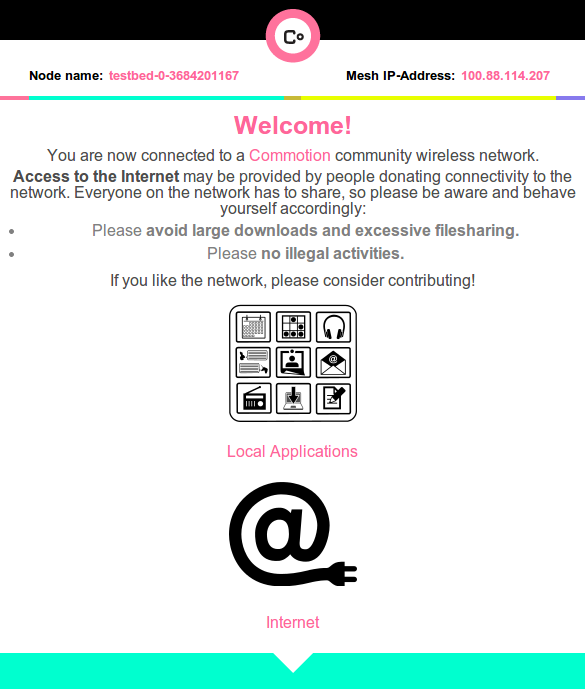 Co
Node name: testbed-0-3684201167 Mesh IP-Address: 100.88.114.207
Welcome!
You are now connected to a Commotion community wireless network.
Access to the Internet may be provided by people donating connectivity to the
network. Everyone on the network has to share, so please be aware and behave
yourself accordingly:
• Please avoid large downloads and excessive filesharing.
• Please no illegal activities.
If you like the network, please consider contributing!
@
Local Applications
@
Internet